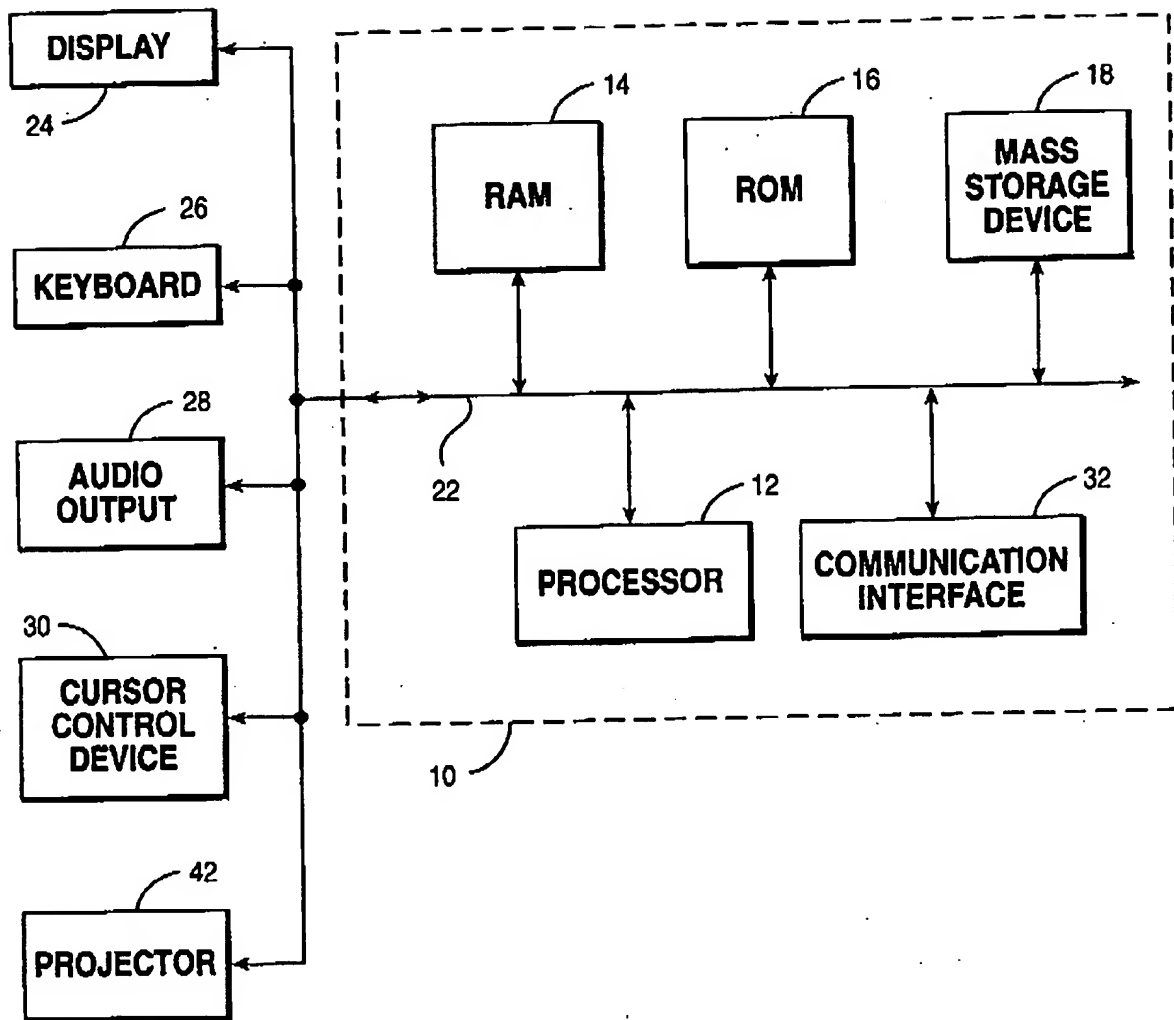 DISPLAY
24
26
KEYBOARD
28
AUDIO
OUTPUT
30
CURSOR
CONTROL
DEVICE
42
PROJECTOR
14
RAM
16
ROM
18
MASS
STORAGE
DEVICE
22
12
PROCESSOR
32
COMMUNICATION
INTERFACE
10